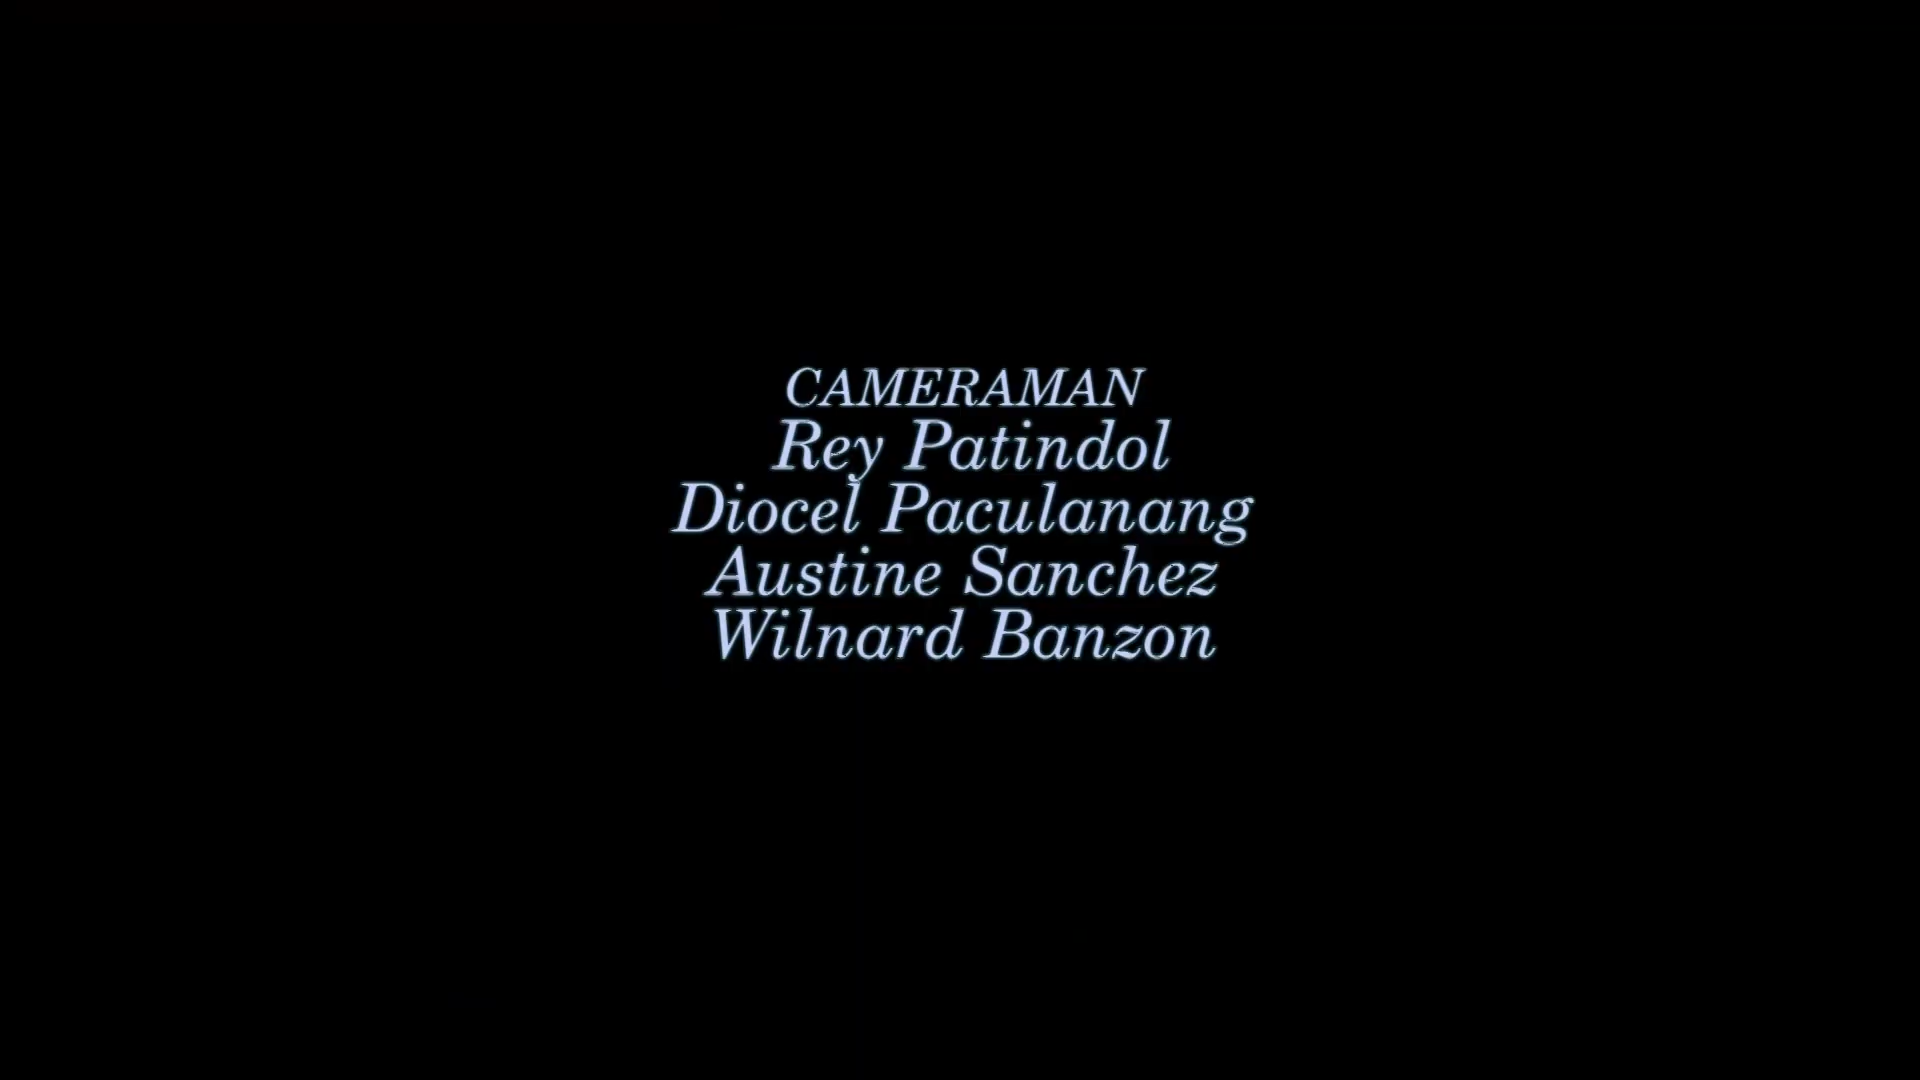 CAMERAMAN
Rey Patindol
Diocel Paculanang
Austine Sanchez
Wilnard Banzon